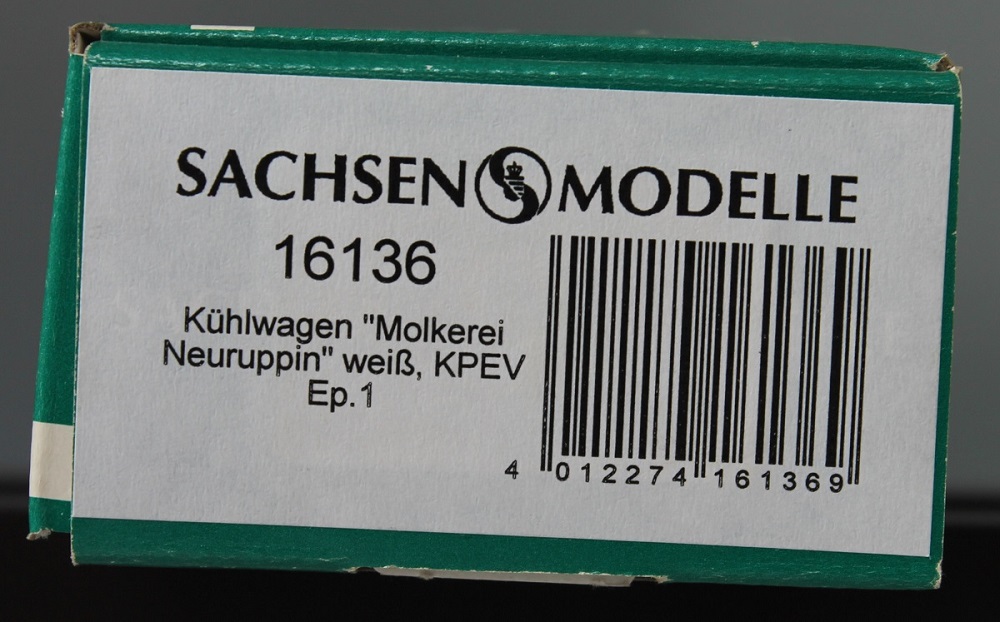 SACHSEN MODELLE
16136
Kühlwagen "Molkerei
Neuruppin" weiß, KPEV
Ep.1
4 012274 161369